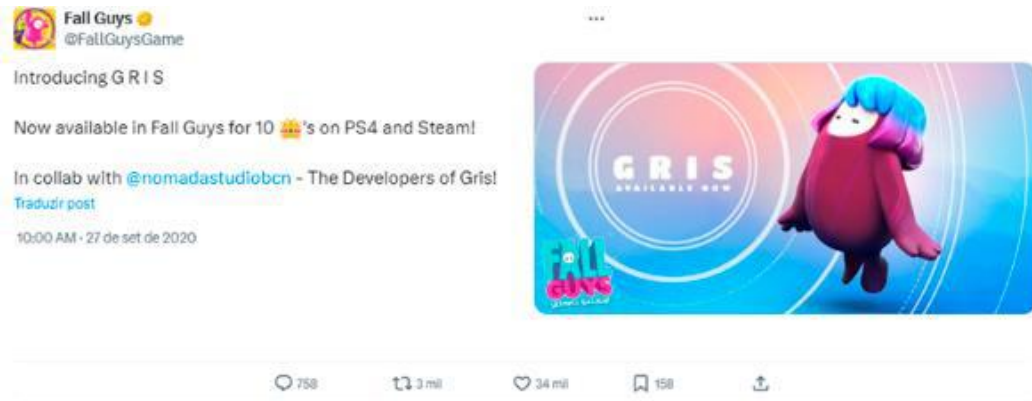 Fall Guys
@FallGuysGame
Introducing G R I S
Now available in Fall Guys for 10 👑's on PS4 and Steam!
In collab with @nomadastudiobcn - The Developers of Gris!
Traduzir post
10:00 AM · 27 de set de 2020
GRIS
AVAILABLE NOW
FALL
GUYS
758
3 mil
34 mil
158